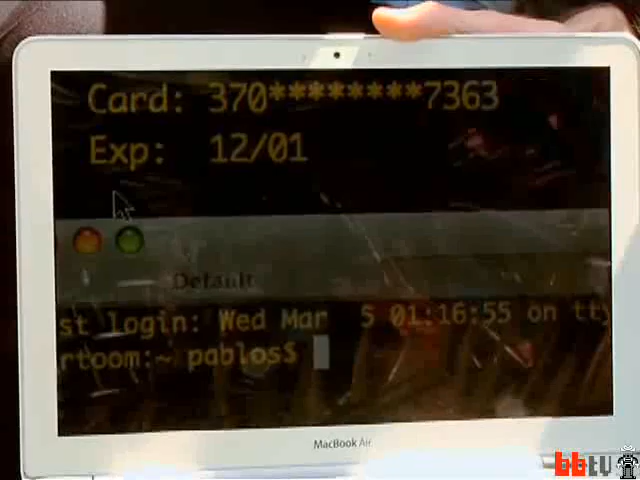 Card: 370********7363
Exp: 12/01
Default
st login: Wed Mar 5 01:16:55 on tty
rtoom:~ pablos$
MacBook Air
bbtv